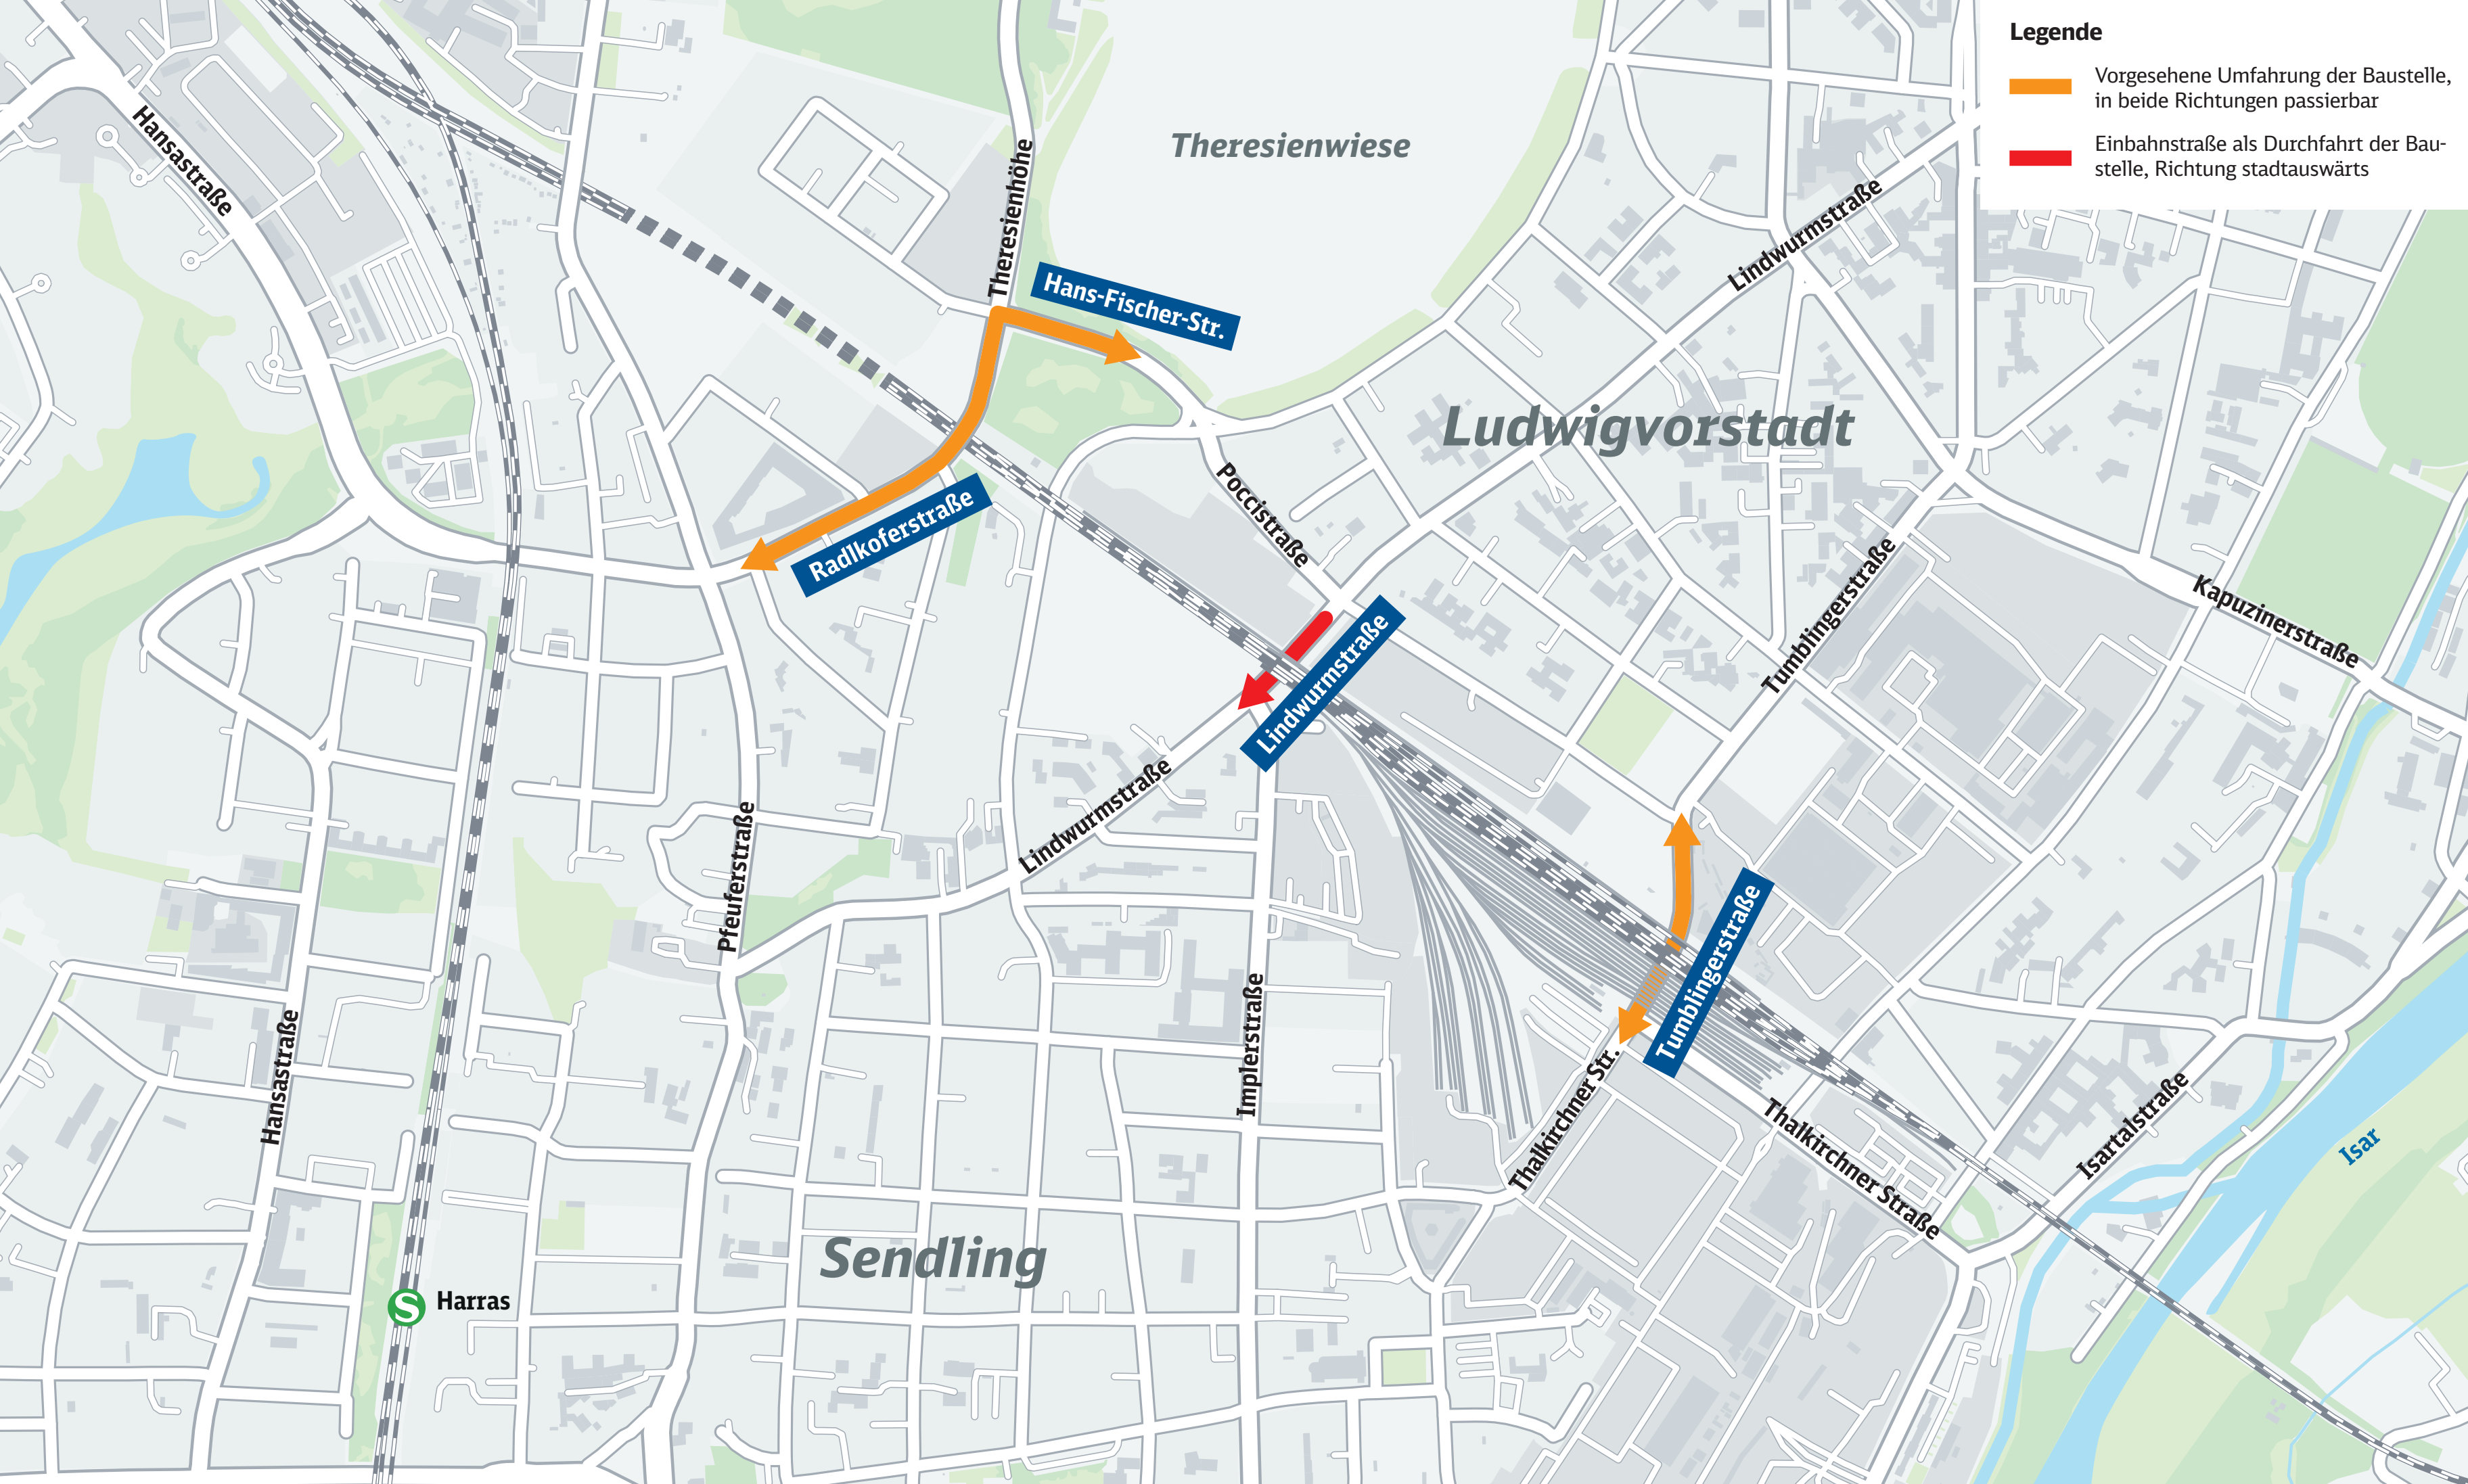 Legende
Vorgesehene Umfahrung der Baustelle,
in beide Richtungen passierbar
Einbahnstraße als Durchfahrt der Bau-
stelle, Richtung stadtauswärts
Hansastraße
Theresienhöhe
Theresienwiese
Lindwurmstraße
Hans-Fischer-Str.
Ludwigvorstadt
Radlkoferstraße
Poccistraße
Tumblingerstraße
Kapuzinerstraße
Lindwurmstraße
Lindwurmstraße
Pfeuferstraße
Tumblingerstraße
Hansastraße
Implerstraße
Thalkirchner Str.
Thalkirchner Straße
Isartalstraße
Isar
Sendling
S Harras